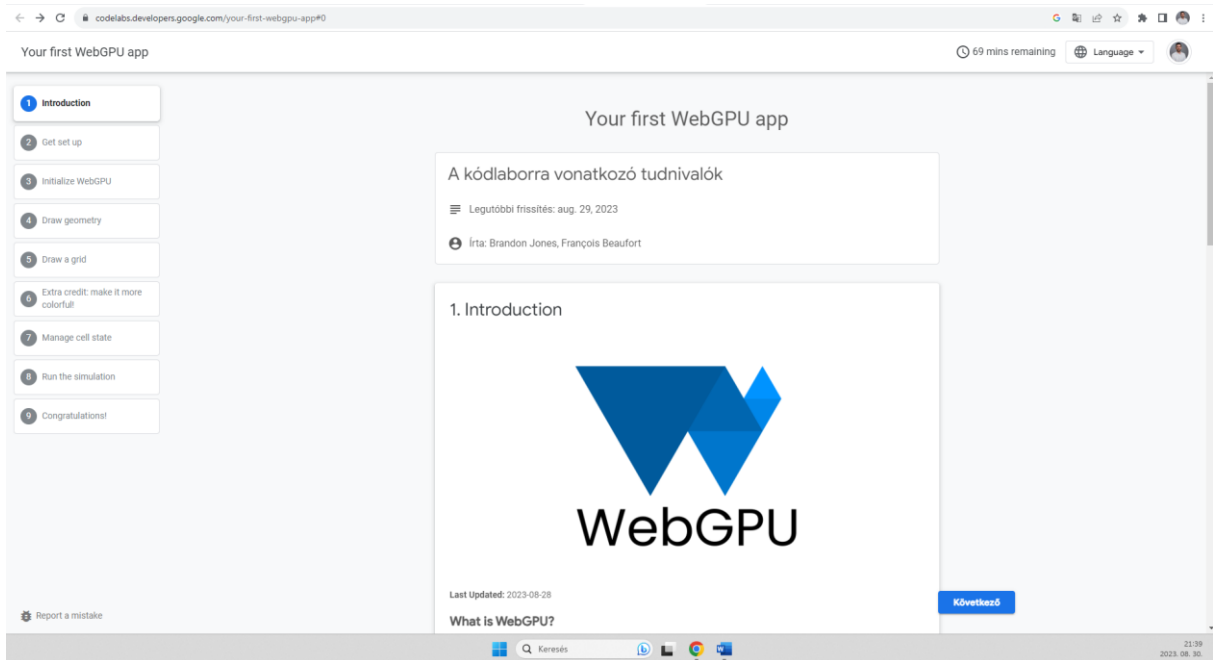 codelabs.developers.google.com/your-first-webgpu-app#0
Your first WebGPU app
69 mins remaining
Language
1 Introduction
2 Get set up
3 Initialize WebGPU
4 Draw geometry
5 Draw a grid
6 Extra credit: make it more
colorful!
7 Manage cell state
8 Run the simulation
9 Congratulations!
Report a mistake
Your first WebGPU app
A kódlaborra vonatkozó tudnivalók
Legutóbbi frissítés: aug. 29, 2023
Írta: Brandon Jones, François Beaufort
1. Introduction
WebGPU
Last Updated: 2023-08-28
What is WebGPU?
Következő
Keresés
21:39
2023. 08. 30.